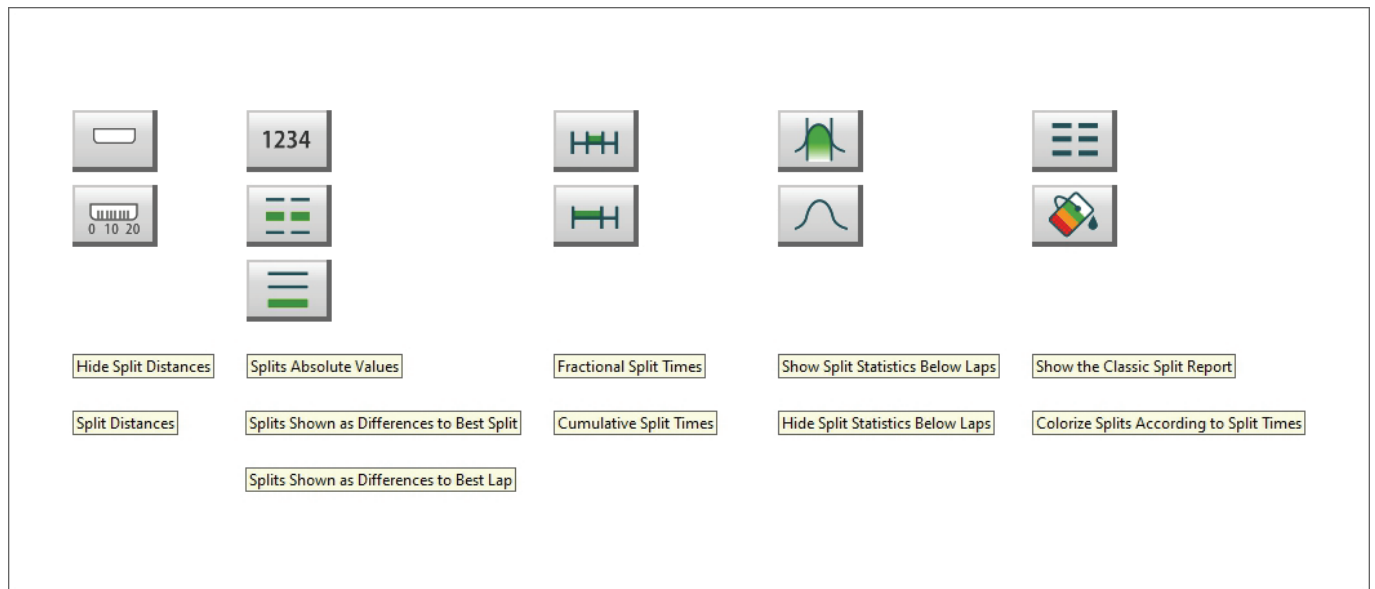 1234
0 10 20
Hide Split Distances
Splits Absolute Values
Fractional Split Times
Show Split Statistics Below Laps
Show the Classic Split Report
Split Distances
Splits Shown as Differences to Best Split
Cumulative Split Times
Hide Split Statistics Below Laps
Colorize Splits According to Split Times
Splits Shown as Differences to Best Lap